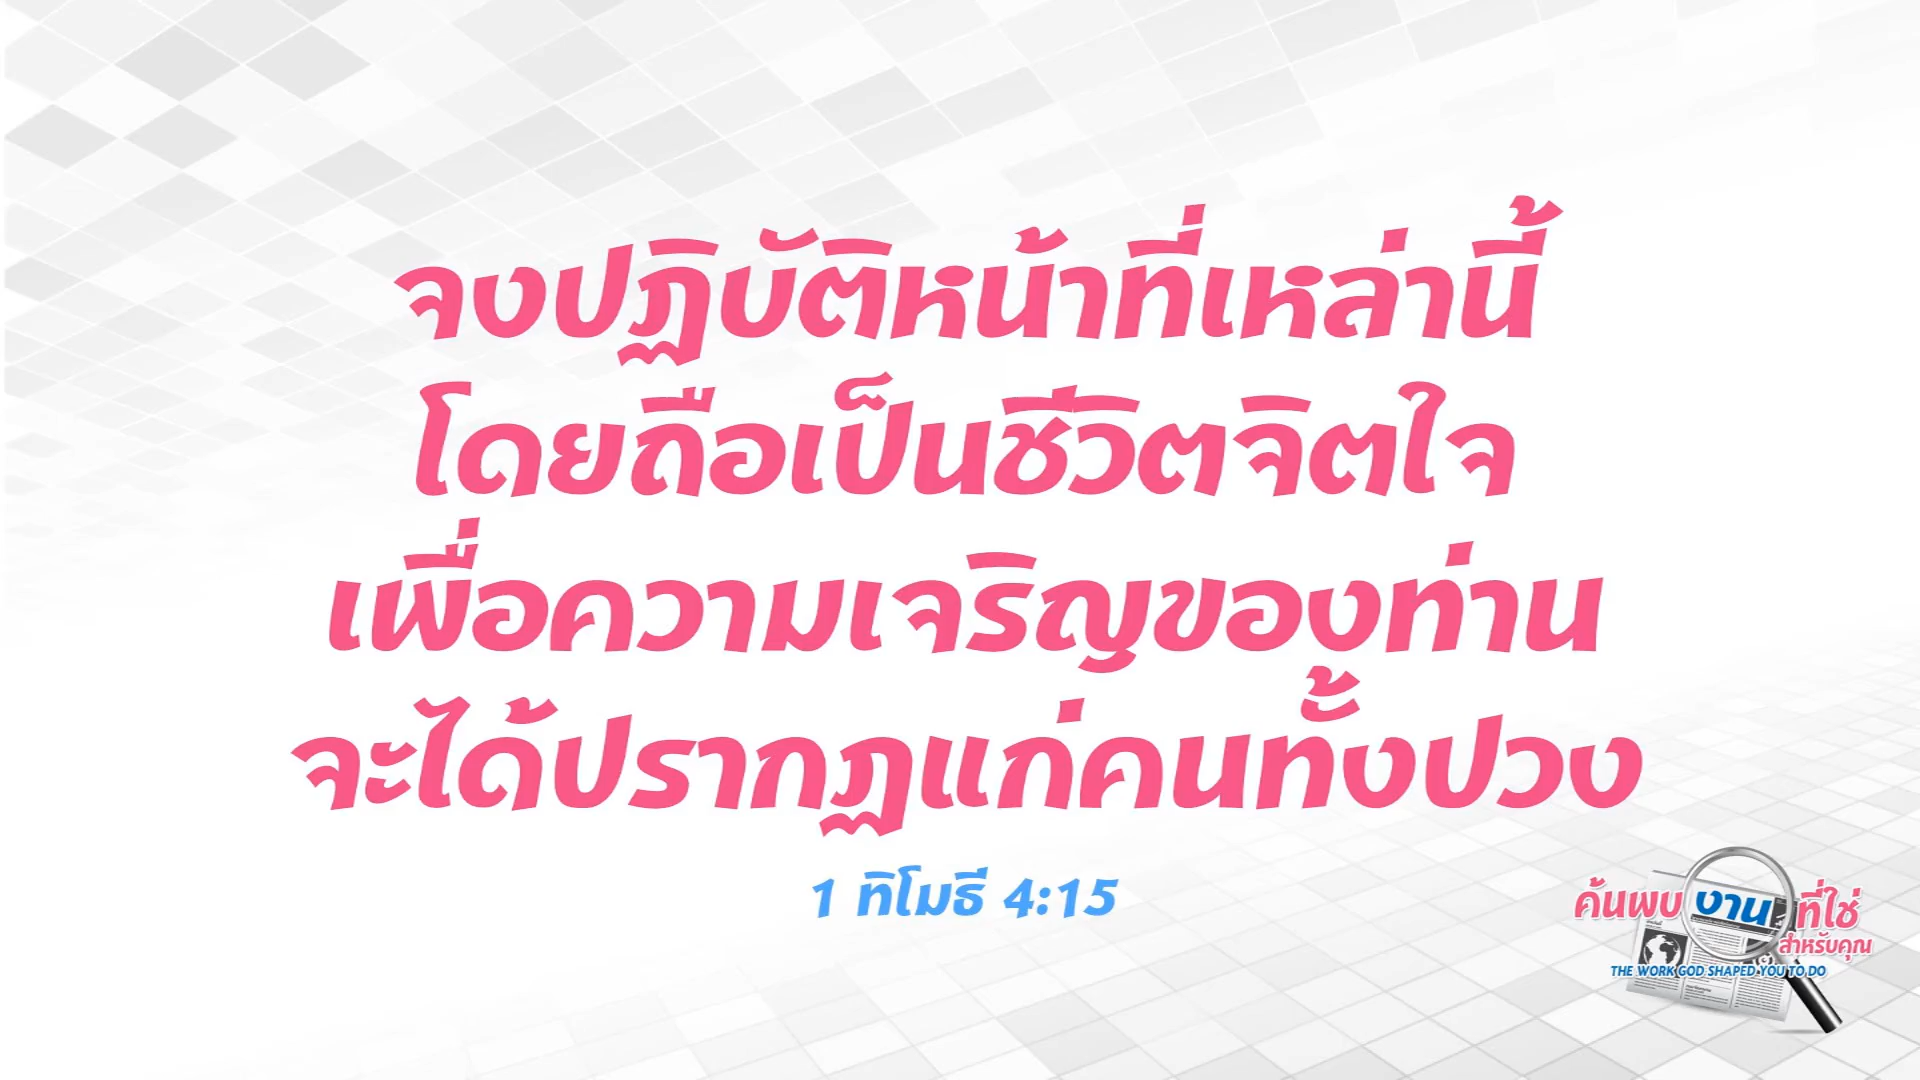 จงปฏิบัติหน้าที่เหล่านี้
โดยถือเป็นชีวิตจิตใจ
เพื่อความเจริญของท่าน
จะได้ปรากฏแก่คนทั้งปวง
1 ทิโมธี 4:15
ค้นพบ งาน ที่ใช่
สำหรับคุณ
THE WORK GOD SHAPED YOU TO DO